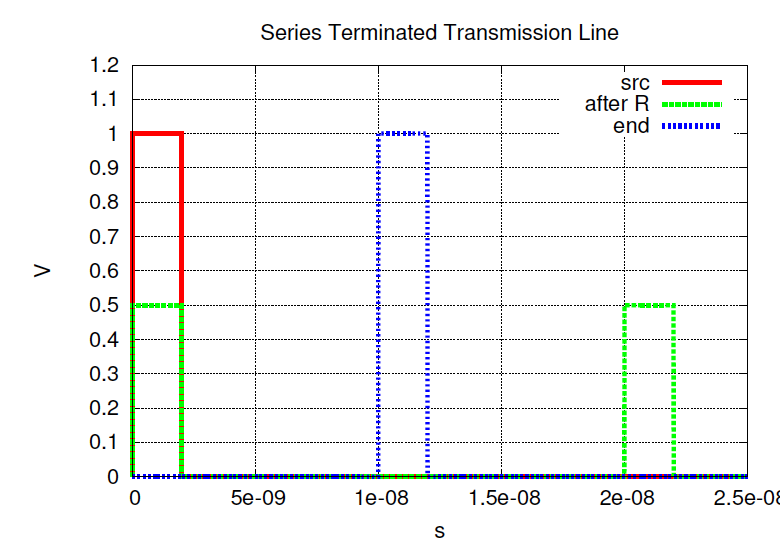 Series Terminated Transmission Line
1.2
1.1
1
0.9
0.8
0.7
0.6
0.5
0.4
0.3
0.2
0.1
0
V
src
after R
end
0 5e-09 1e-08 1.5e-08 2e-08 2.5e-08
s